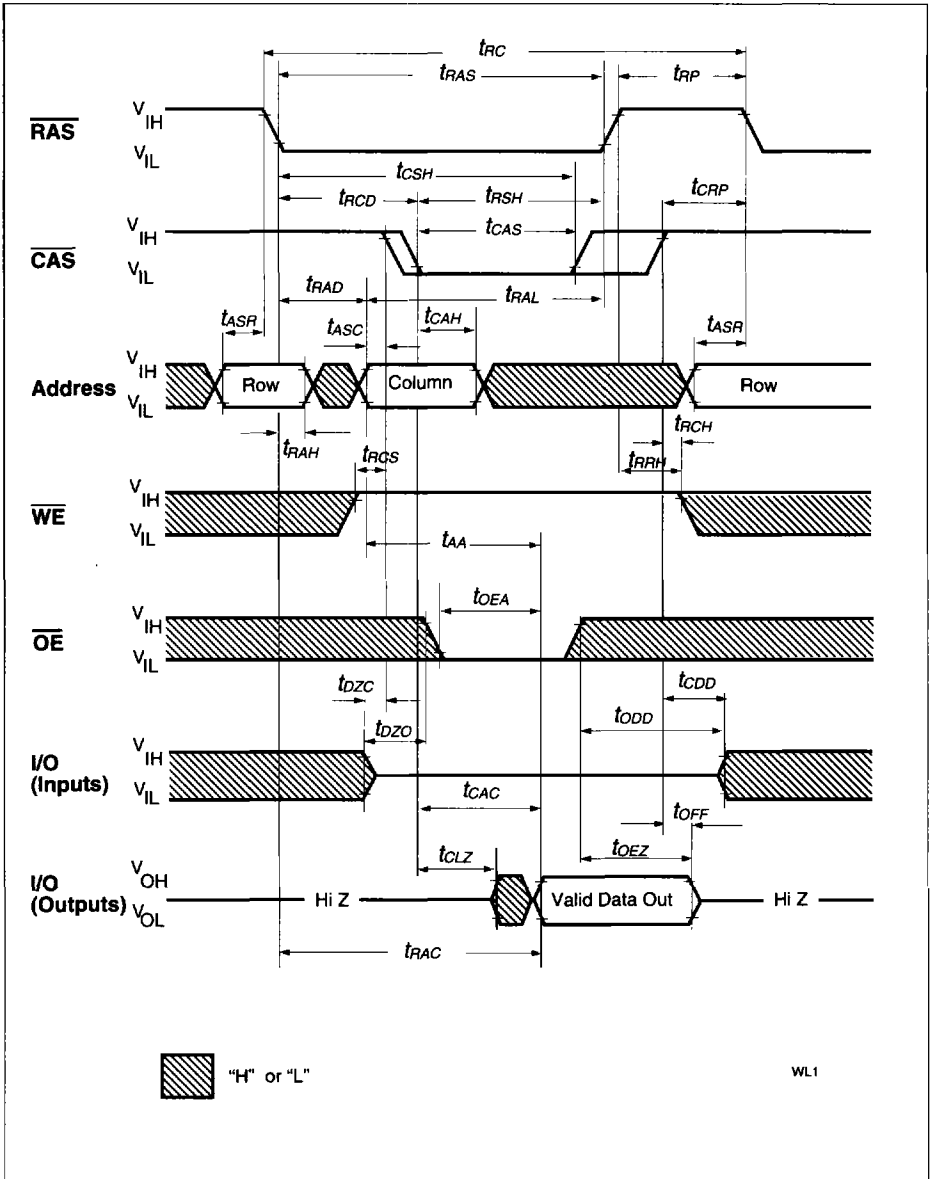 tRC
tRAS
tRP
RAS
VIH
VIL
tCSH
tRCD
tRSH
tCRP
CAS
VIH
VIL
tCAS
tRAD
tRAL
tASR
tASC
tCAH
tASR
Address
VIH
VIL
Row
Column
Row
tRAH
tRCS
tRCH
tRRH
WE
VIH
VIL
tAA
tOEA
OE
VIH
VIL
tDZC
tCDD
tDZO
tODD
I/O
(Inputs)
VIH
VIL
tCAC
tOFF
tCLZ
tOEZ
I/O
(Outputs)
VOH
VOL
Hi Z
Valid Data Out
Hi Z
tRAC
"H" or "L"
WL1